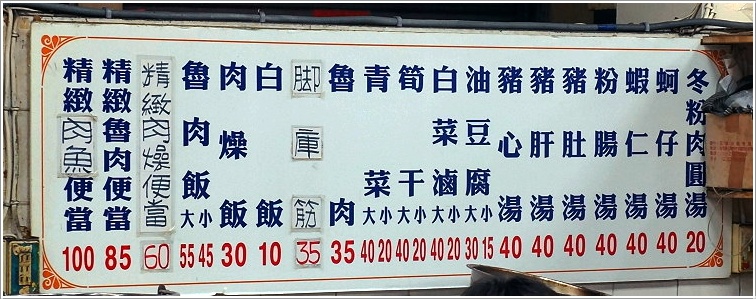 冬粉肉圓湯 20
蚵仔湯 40
蝦仁湯 40
粉腸湯 40
豬肚湯 40
豬肝湯 40
豬心湯 40
油豆腐 大小 30 15
白菜滷 大小 40 20
筍干 大小 40 20
青菜 大小 40 20
魯肉 35
脚庫筋 35
白飯 10
肉燥飯 30
魯肉飯 大小 55 45
精緻肉燥便當 60
精緻魯肉便當 85
精緻肉魚便當 100